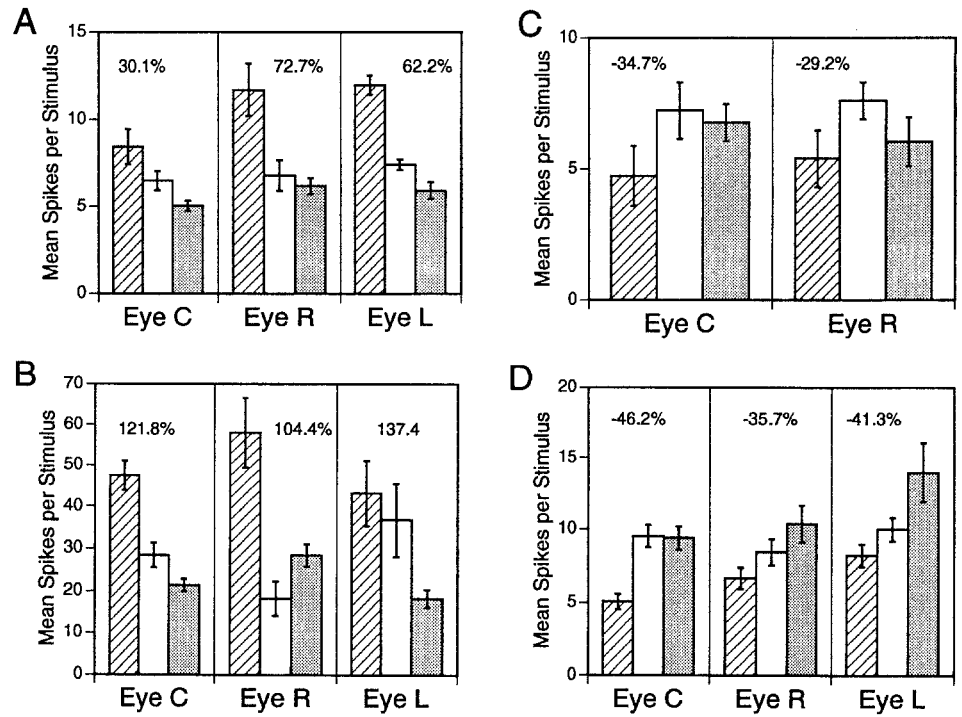 A
Mean Spikes per Stimulus
15
10
5
0
30.1%
72.7%
62.2%
Eye C
Eye R
Eye L
C
Mean Spikes per Stimulus
10
5
0
-34.7%
-29.2%
Eye C
Eye R
B
Mean Spikes per Stimulus
70
60
50
40
30
20
10
0
121.8%
104.4%
137.4
Eye C
Eye R
Eye L
D
Mean Spikes per Stimulus
20
15
10
5
0
-46.2%
-35.7%
-41.3%
Eye C
Eye R
Eye L